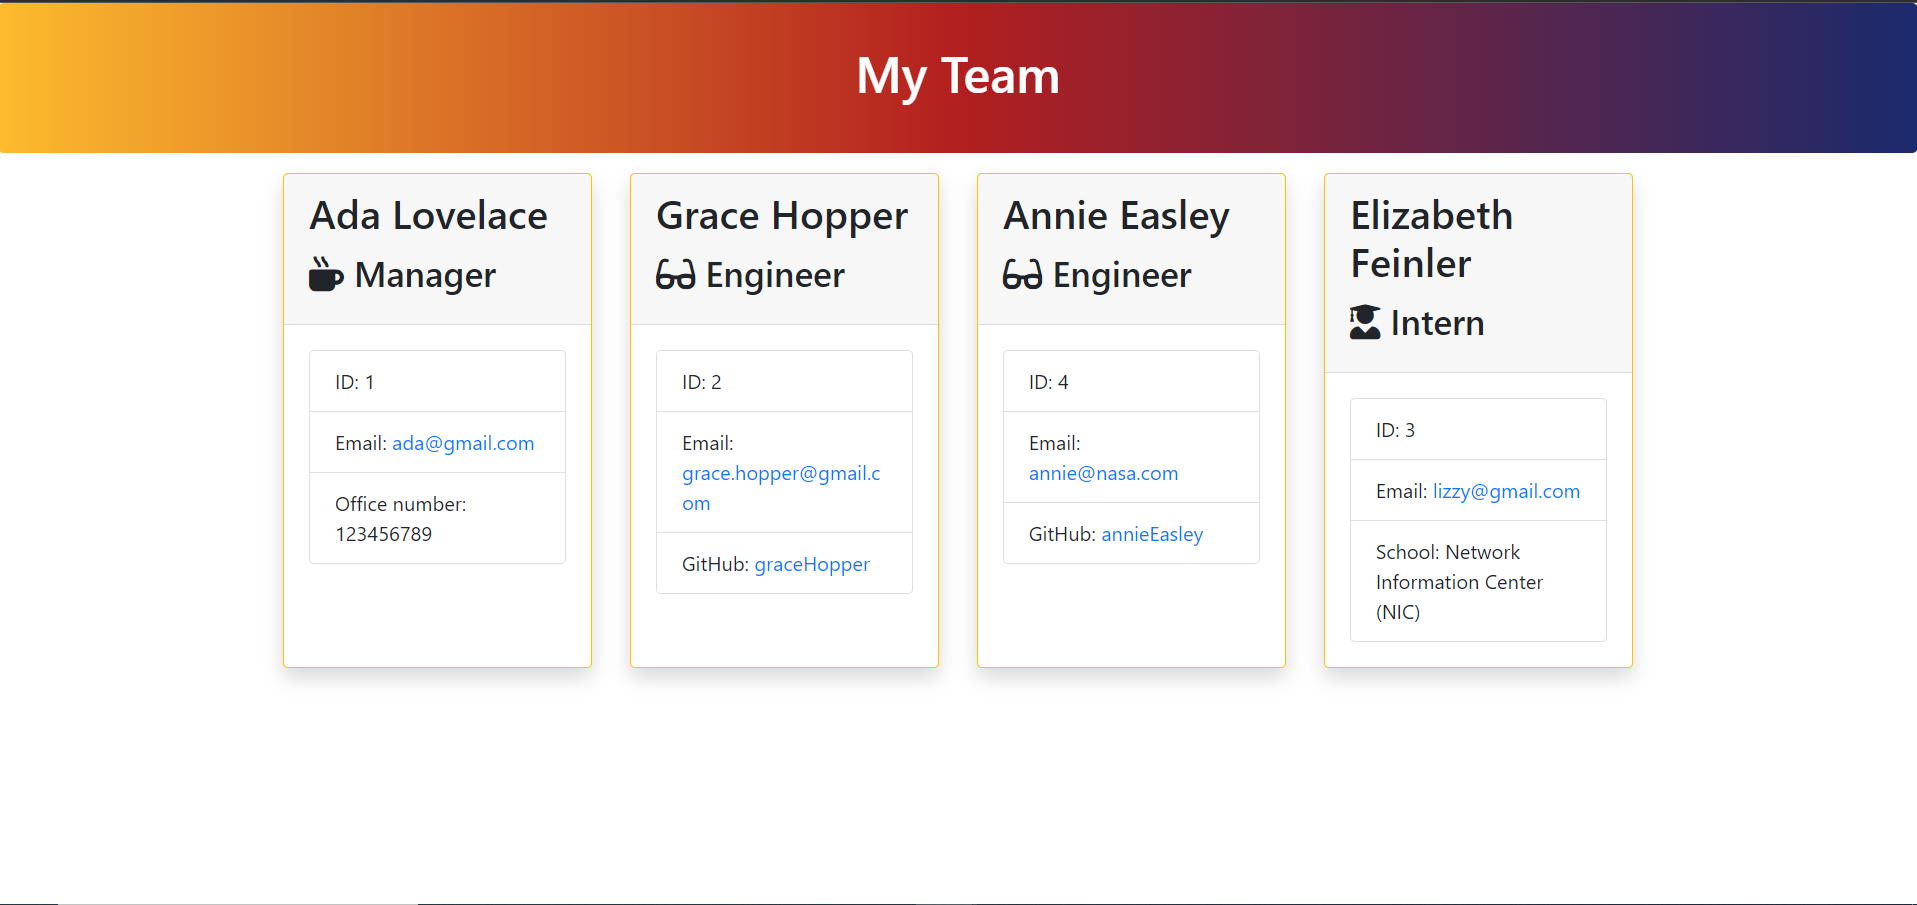 My Team
Ada Lovelace
Manager
ID: 1
Email: ada@gmail.com
Office number:
123456789
Grace Hopper
Engineer
ID: 2
Email:
grace.hopper@gmail.c
om
GitHub: graceHopper
Annie Easley
Engineer
ID: 4
Email:
annie@nasa.com
GitHub: annieEasley
Elizabeth
Feinler
Intern
ID: 3
Email: lizzy@gmail.com
School: Network
Information Center
(NIC)